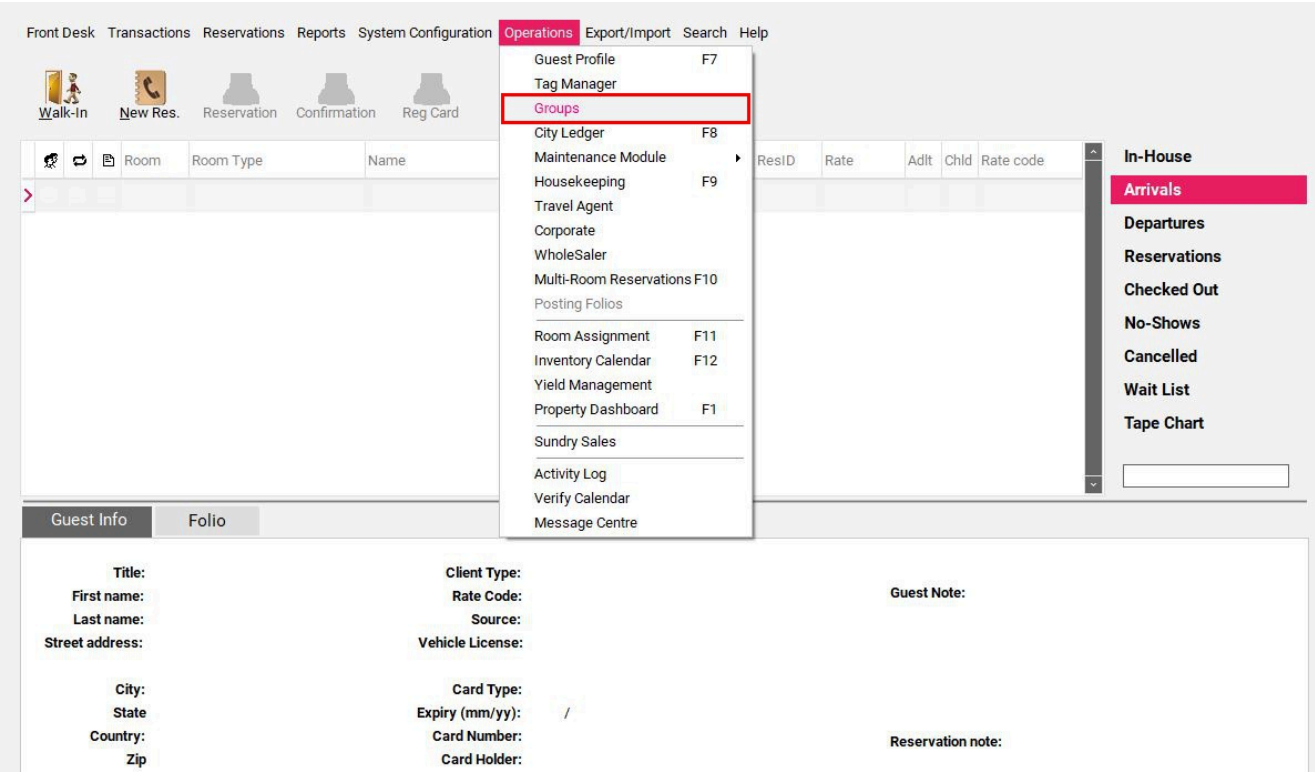 Front Desk Transactions Reservations Reports System Configuration Operations Export/Import Search Help
Walk-In New Res. Reservation Confirmation Reg Card
Guest Profile F7
Tag Manager
Groups
City Ledger F8
Maintenance Module
Housekeeping F9
Travel Agent
Corporate
WholeSaler
Multi-Room Reservations F10
Posting Folios
Room Assignment F11
Inventory Calendar F12
Yield Management
Property Dashboard F1
Sundry Sales
Activity Log
Verify Calendar
Message Centre
Room Room Type Name ResID Rate Adlt Chld Rate code
In-House
Arrivals
Departures
Reservations
Checked Out
No-Shows
Cancelled
Wait List
Tape Chart
Guest Info Folio
Title:
First name:
Last name:
Street address:
City:
State
Country:
Zip
Client Type:
Rate Code:
Source:
Vehicle License:
Card Type:
Expiry (mm/yy): /
Card Number:
Card Holder:
Guest Note:
Reservation note: